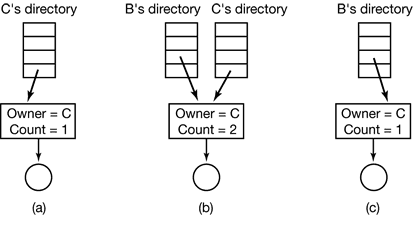 C's directory
Owner = C
Count = 1
(a)
B's directory C's directory
Owner = C
Count = 2
(b)
B's directory
Owner = C
Count = 1
(c)